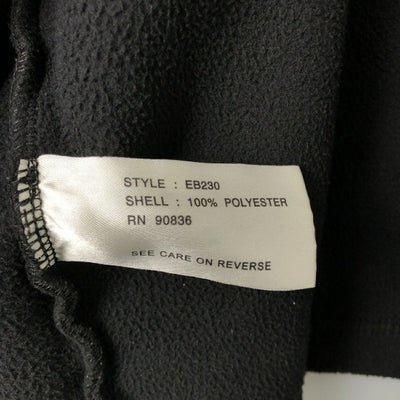 STYLE : EB230
SHELL : 100% POLYESTER
RN 90836
SEE CARE ON REVERSE